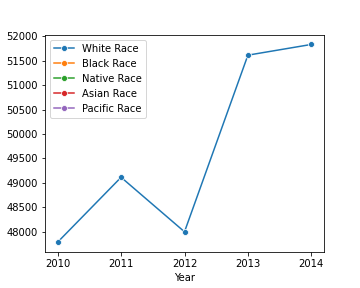 White Race
Black Race
Native Race
Asian Race
Pacific Race
52000
51500
51000
50500
50000
49500
49000
48500
48000
2010 2011 2012 2013 2014
Year